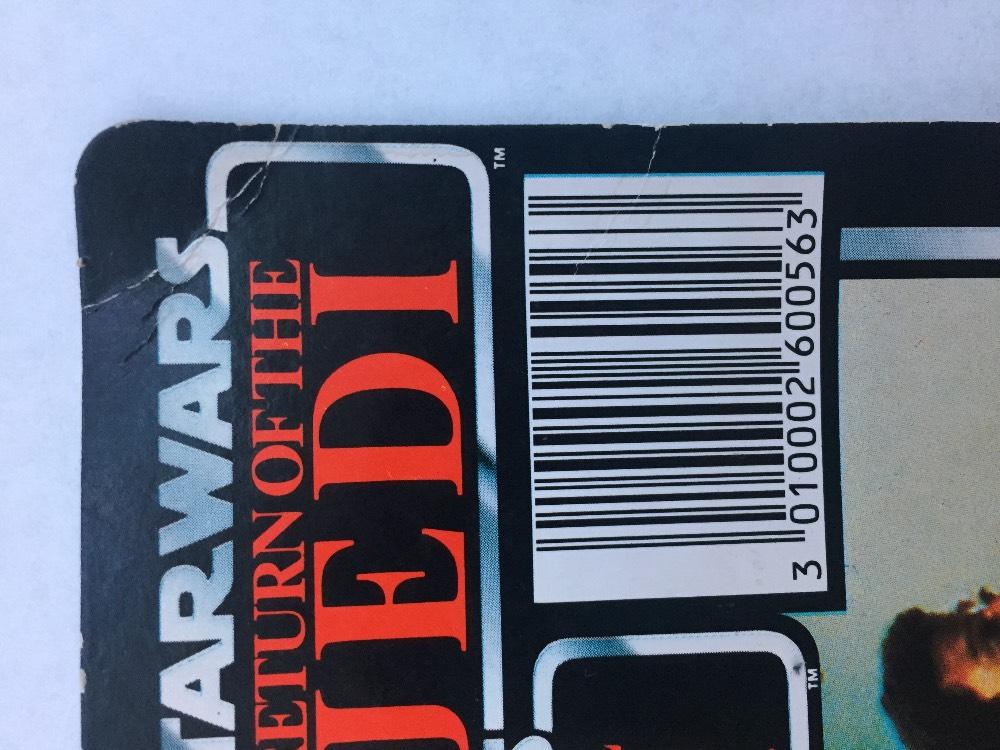 STAR WARS
RETURN OF THE
JEDI
TM
3 010002 600563
TM